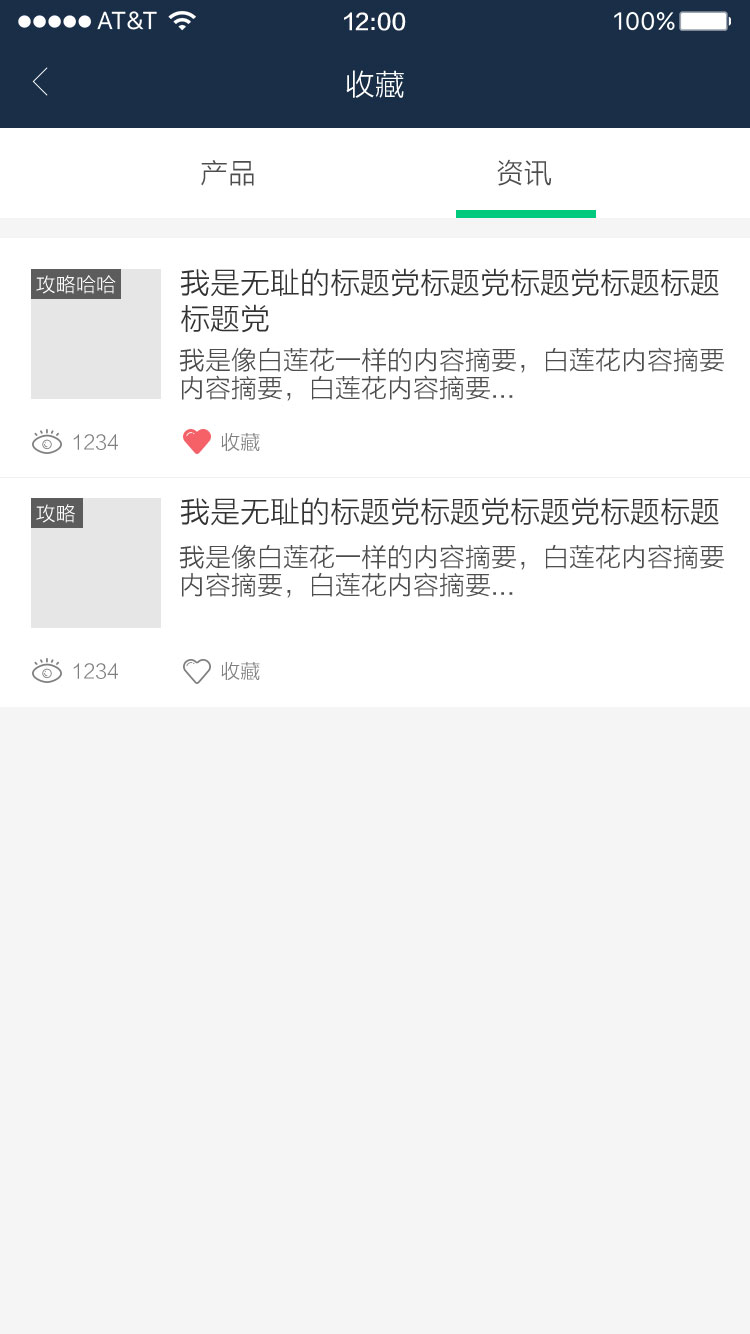 AT&T 12:00 100%
收藏
产品 资讯
攻略哈哈
我是无耻的标题党标题党标题党标题标题
标题党
我是像白莲花一样的内容摘要，白莲花内容摘要
内容摘要，白莲花内容摘要...
1234 收藏
攻略
我是无耻的标题党标题党标题党标题标题
我是像白莲花一样的内容摘要，白莲花内容摘要
内容摘要，白莲花内容摘要...
1234 收藏